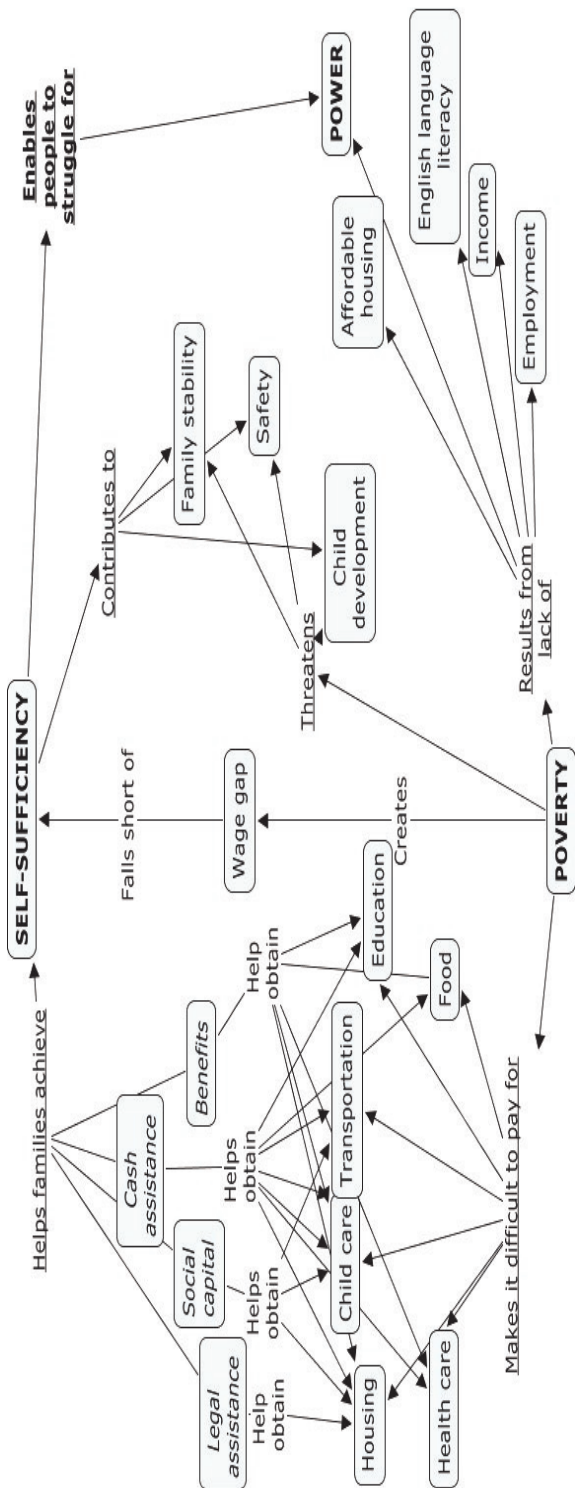 SELF-SUFFICIENCY
Helps families achieve
Enables
people to
struggle for
Contributes to
Falls short of
Benefits
Cash
assistance
Social
capital
Legal
assistance
Help
obtain
Helps
obtain
Helps
obtain
Help
obtain
Family stability
Safety
Child
development
Threatens
Wage gap
Creates
POWER
Affordable
housing
English language
literacy
Income
Employment
Housing
Child care
Transportation
Education
Health care
Food
Makes it difficult to pay for
Results from
lack of
POVERTY